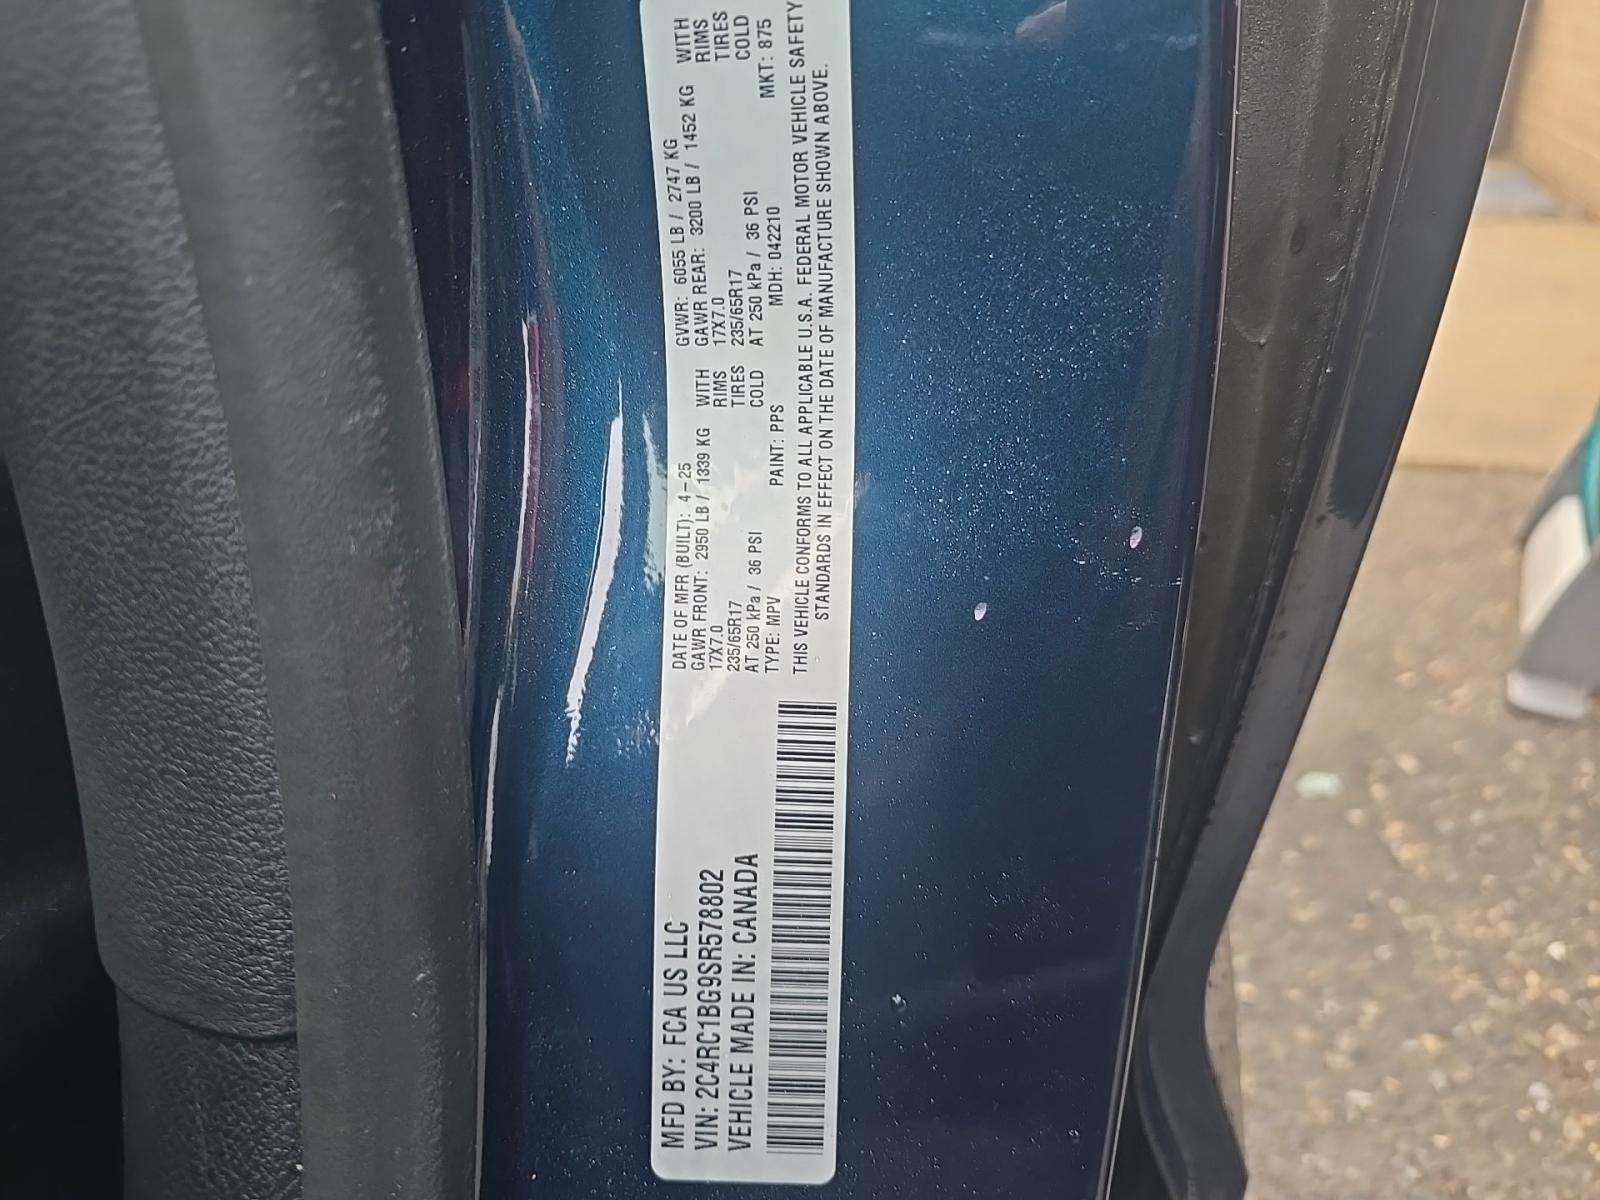 MFD BY: FCA US LLC
VIN: 2C4RC1BG9SR578802
VEHICLE MADE IN: CANADA
DATE OF MFR (BUILT): 4-25 GVWR: 6055 LB / 2747 KG
GAWR FRONT: 2950 LB / 1339 KG WITH GAWR REAR: 3200 LB / 1452 KG WITH
17X7.0 RIMS 17X7.0 RIMS
235/65R17 TIRES 235/65R17 TIRES
AT 250 kPa / 36 PSI COLD AT 250 kPa / 36 PSI COLD
TYPE: MPV PAINT: PPS MDH: 042210 MKT: 875
THIS VEHICLE CONFORMS TO ALL APPLICABLE U.S.A. FEDERAL MOTOR VEHICLE SAFETY
STANDARDS IN EFFECT ON THE DATE OF MANUFACTURE SHOWN ABOVE.